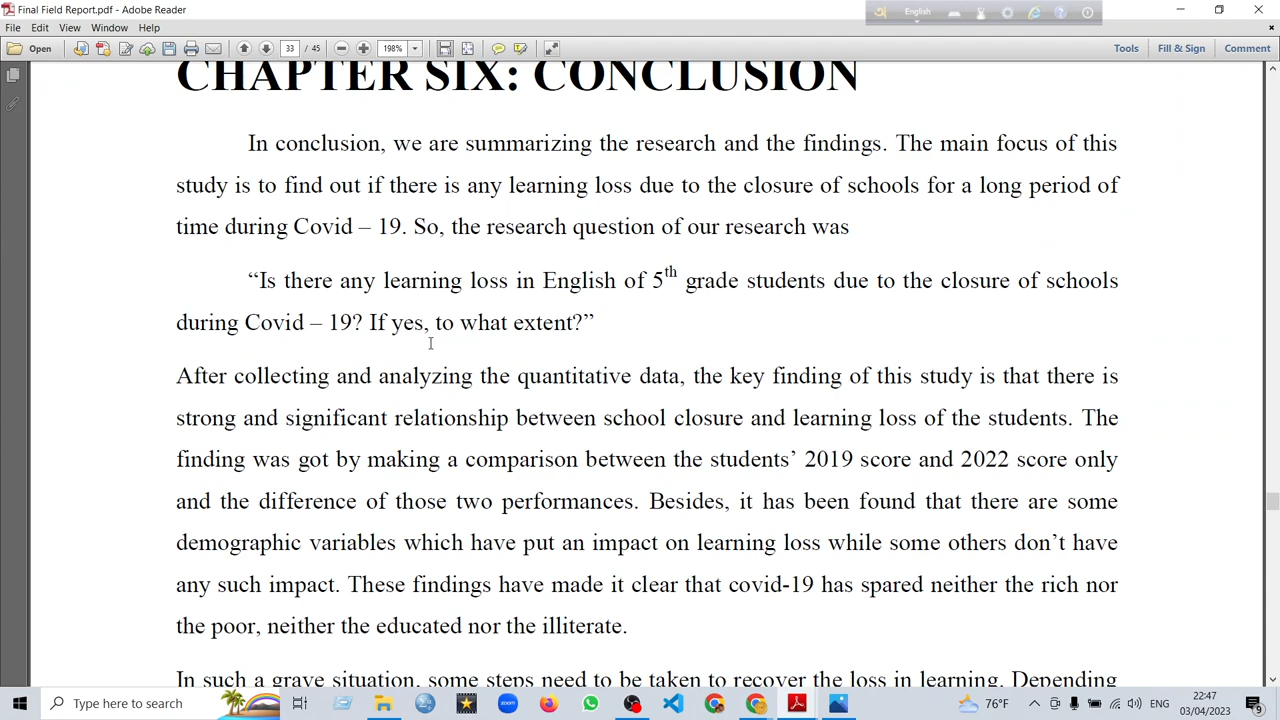 Final Field Report.pdf - Adobe Reader
English
File Edit View Window Help
Open 33 / 45 198% Tools Fill & Sign Comment
CHAPTER SIX: CONCLUSION
In conclusion, we are summarizing the research and the findings. The main focus of this
study is to find out if there is any learning loss due to the closure of schools for a long period of
time during Covid – 19. So, the research question of our research was
“Is there any learning loss in English of 5th grade students due to the closure of schools
during Covid – 19? If yes, to what extent?”
After collecting and analyzing the quantitative data, the key finding of this study is that there is
strong and significant relationship between school closure and learning loss of the students. The
finding was got by making a comparison between the students’ 2019 score and 2022 score only
and the difference of those two performances. Besides, it has been found that there are some
demographic variables which have put an impact on learning loss while some others don’t have
any such impact. These findings have made it clear that covid-19 has spared neither the rich nor
the poor, neither the educated nor the illiterate.
In such a grave situation, some steps need to be taken to recover the loss in learning. Depending
Type here to search
zoom
76°F
ENG
22:47
03/04/2023
9